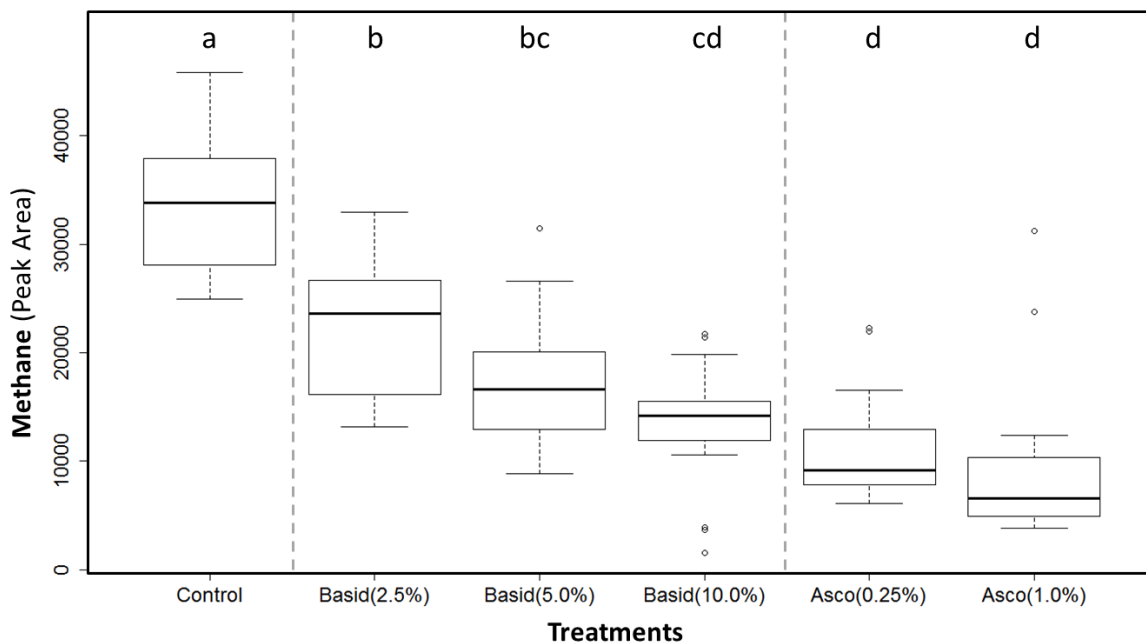 a b bc cd d d
40000
30000
20000
10000
0
Methane (Peak Area)
Control Basid(2.5%) Basid(5.0%) Basid(10.0%) Asco(0.25%) Asco(1.0%)
Treatments